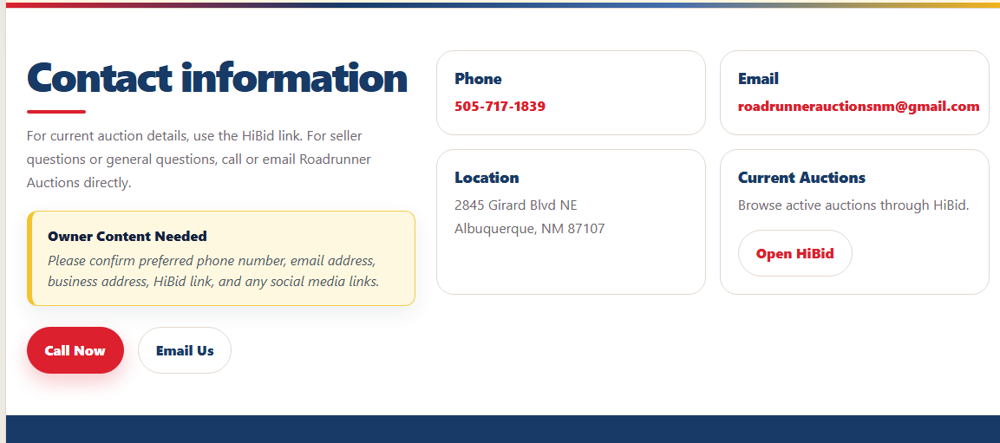 Contact information
For current auction details, use the HiBid link. For seller
questions or general questions, call or email Roadrunner
Auctions directly.
Owner Content Needed
Please confirm preferred phone number, email address,
business address, HiBid link, and any social media links.
Call Now
Email Us
Phone
505-717-1839
Email
roadrunnerauctionsnm@gmail.com
Location
2845 Girard Blvd NE
Albuquerque, NM 87107
Current Auctions
Browse active auctions through HiBid.
Open HiBid